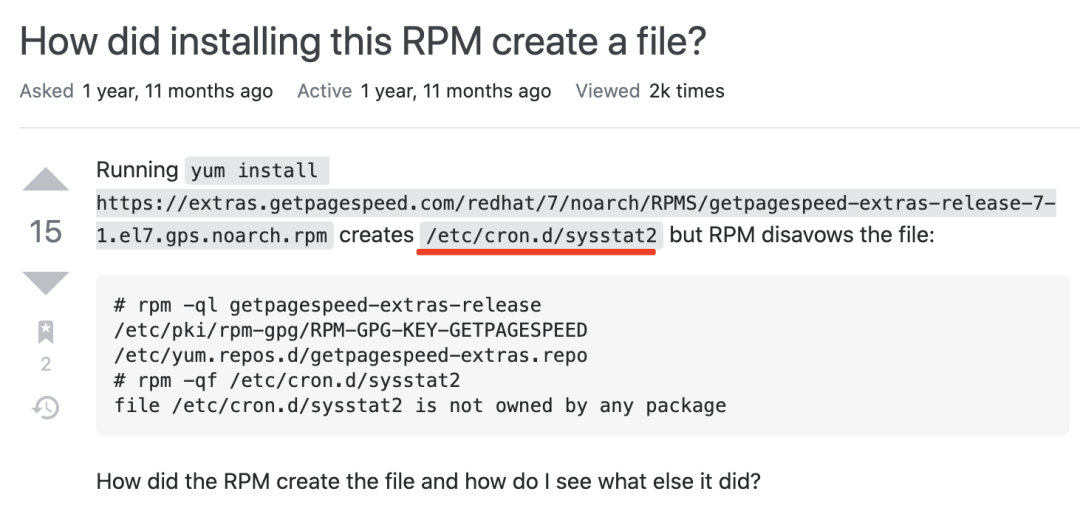 How did installing this RPM create a file?
Asked 1 year, 11 months ago Active 1 year, 11 months ago Viewed 2k times
Running yum install
https://extras.getpagespeed.com/redhat/7/noarch/RPMS/getpagespeed-extras-release-7-
15
1.el7.gps.noarch.rpm creates /etc/cron.d/sysstat2 but RPM disavows the file:
# rpm -ql getpagespeed-extras-release
/etc/pki/rpm-gpg/RPM-GPG-KEY-GETPAGESPEED
/etc/yum.repos.d/getpagespeed-extras.repo
2
# rpm -qf /etc/cron.d/sysstat2
file /etc/cron.d/sysstat2 is not owned by any package
How did the RPM create the file and how do I see what else it did?